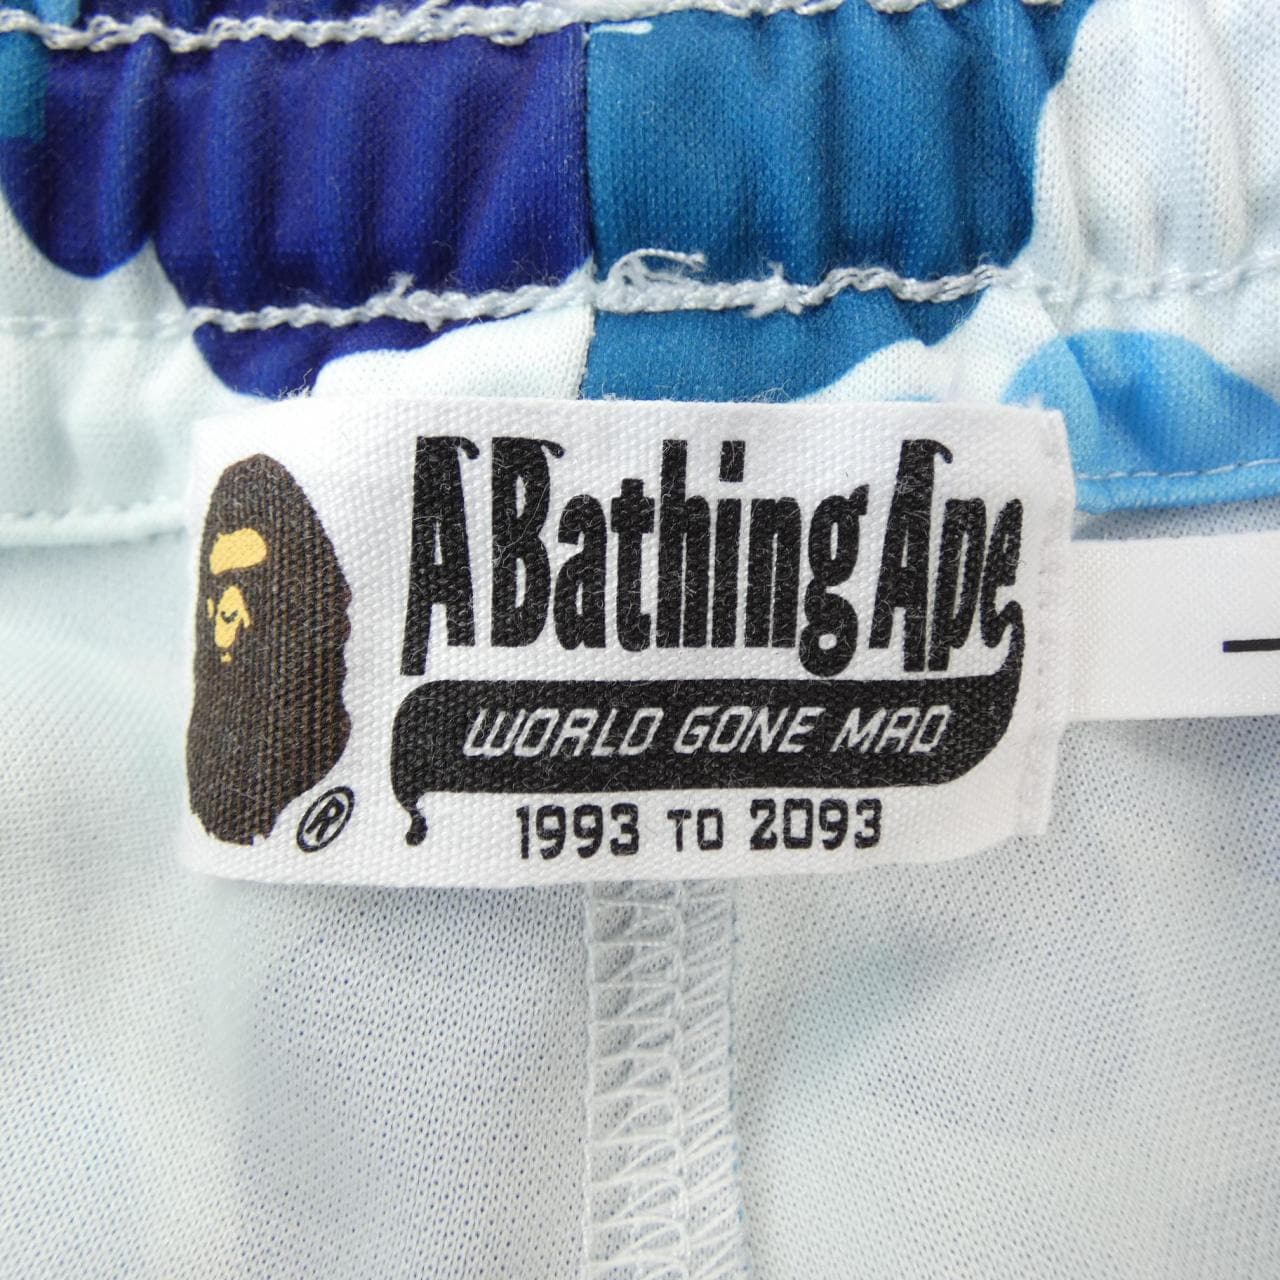 A Bathing Ape
WORLD GONE MAD
®
1993 TO 2093